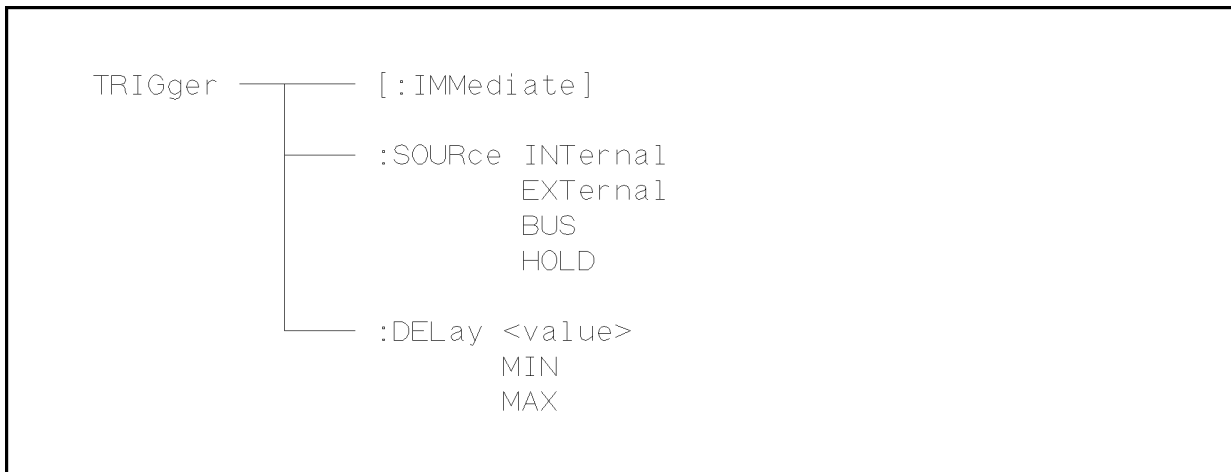 TRIGger [:IMMediate]
:SOURce INTernal
EXTernal
BUS
HOLD
:DELay <value>
MIN
MAX